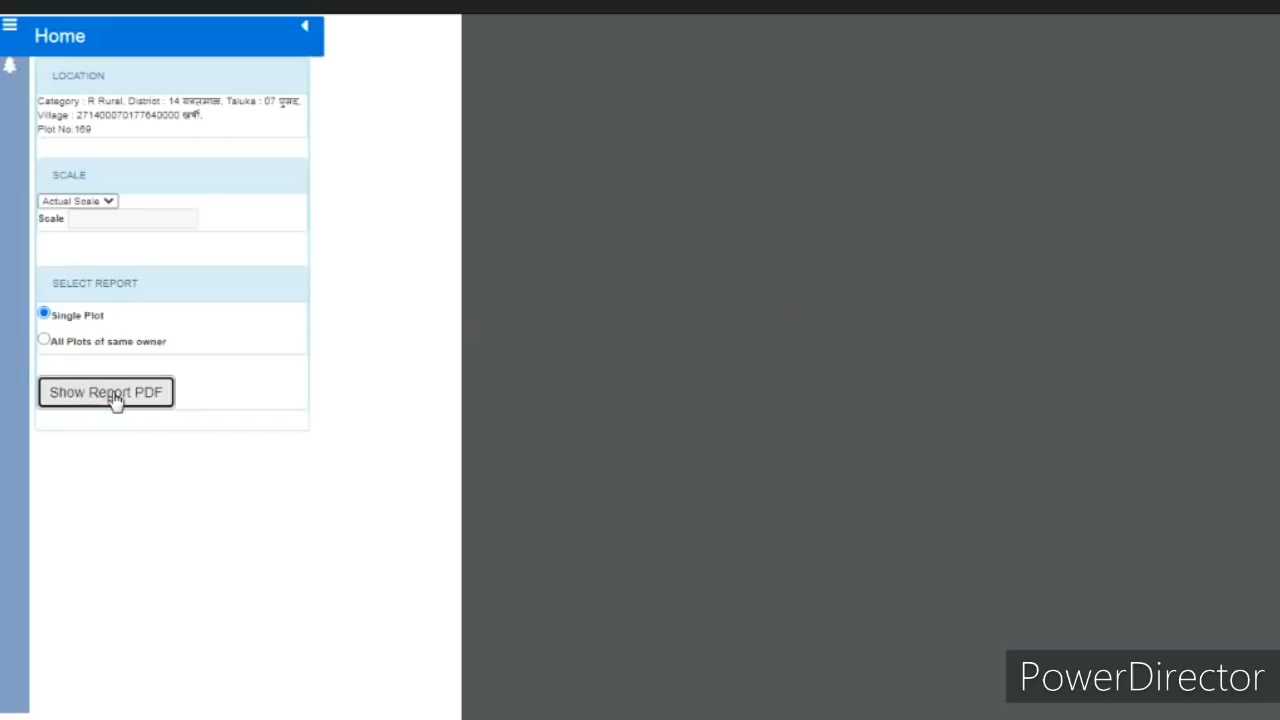 Home
LOCATION
Category : R Rural, District : 14 यवतमाळ, Taluka : 07 पुसद,
Village : 271400070177640000 खर्शी,
Plot No:169
SCALE
Actual Scale
Scale
SELECT REPORT
Single Plot
All Plots of same owner
Show Report PDF
PowerDirector